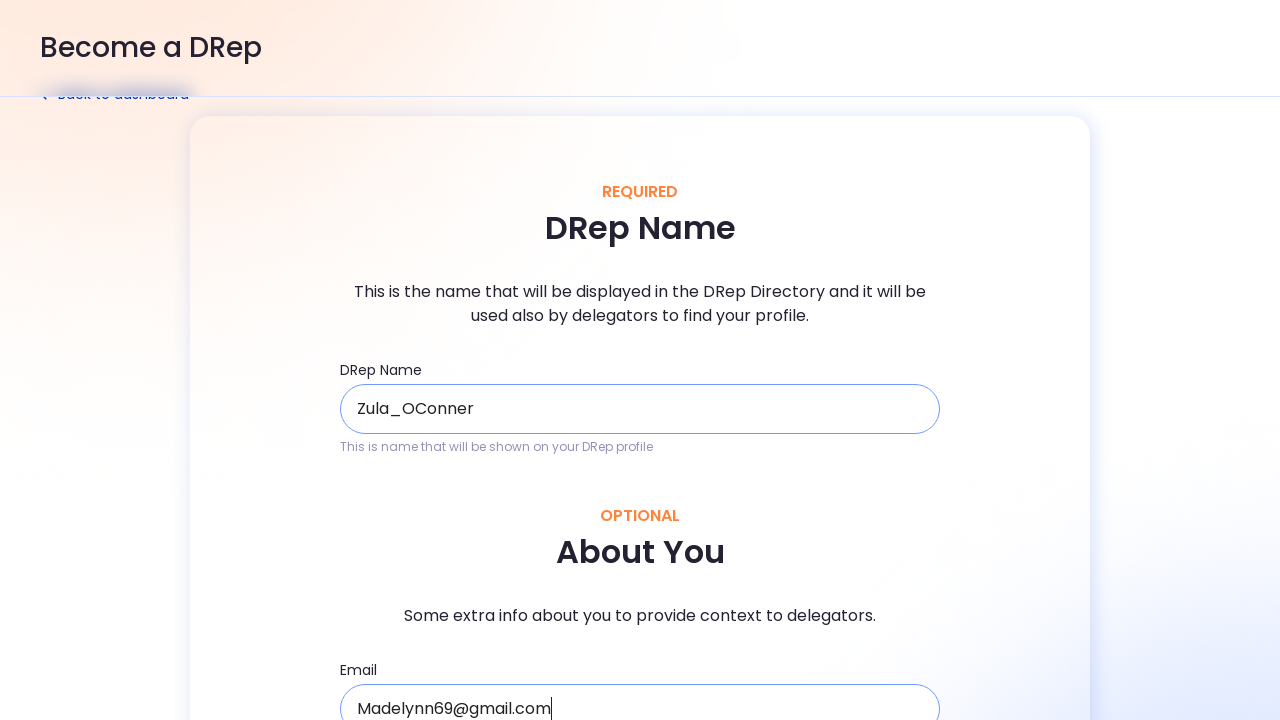 Become a DRep
Back to dashboard
REQUIRED
DRep Name
This is the name that will be displayed in the DRep Directory and it will be
used also by delegators to find your profile.
DRep Name
Zula_OConner
This is name that will be shown on your DRep profile
OPTIONAL
About You
Some extra info about you to provide context to delegators.
Email
Madelynn69@gmail.com